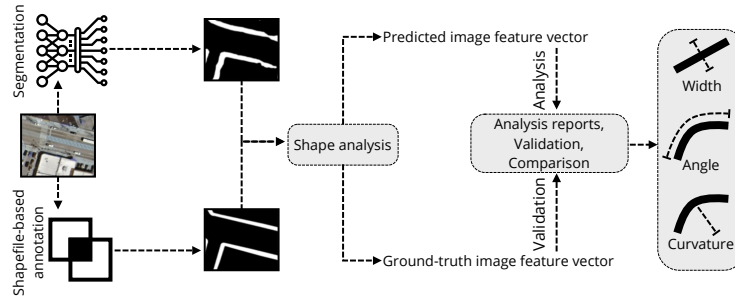 Segmentation
Shapefile-based
annotation
Shape analysis
Predicted image feature vector
Analysis
Analysis reports,
Validation,
Comparison
Validation
Ground-truth image feature vector
Width
Angle
Curvature